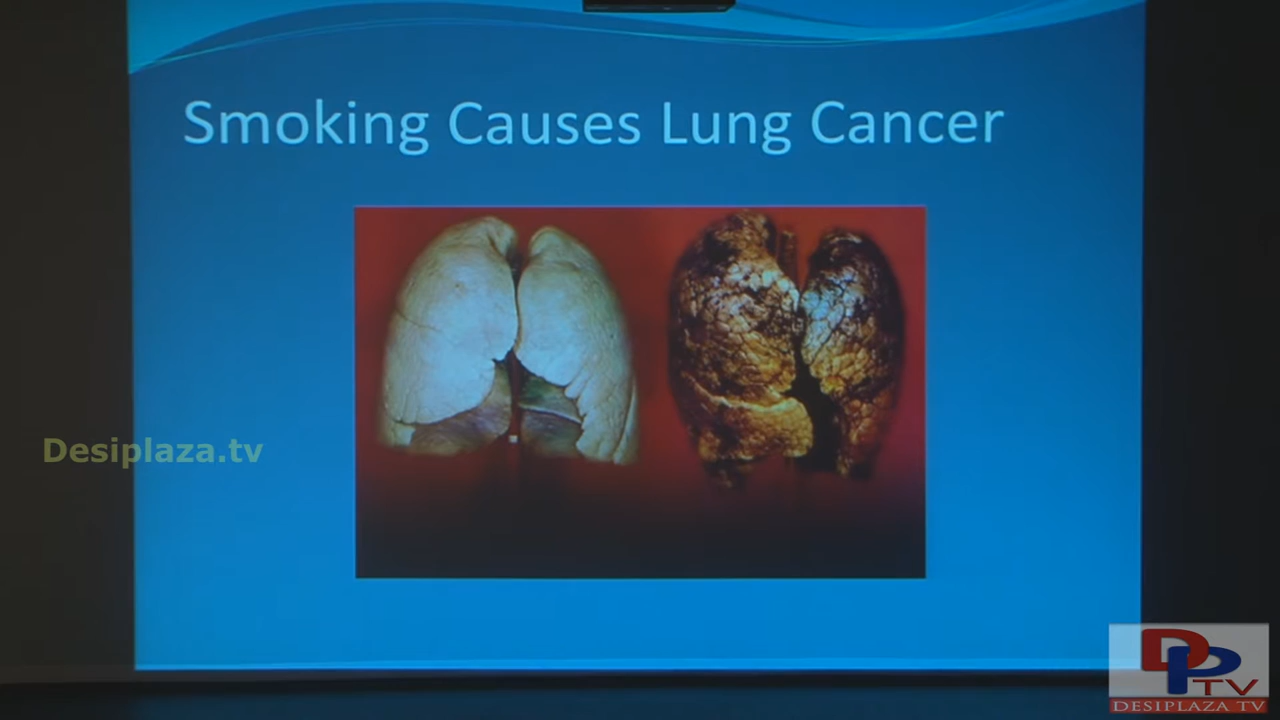 Smoking Causes Lung Cancer
Desiplaza.tv
DP
TV
DESIPLAZA TV